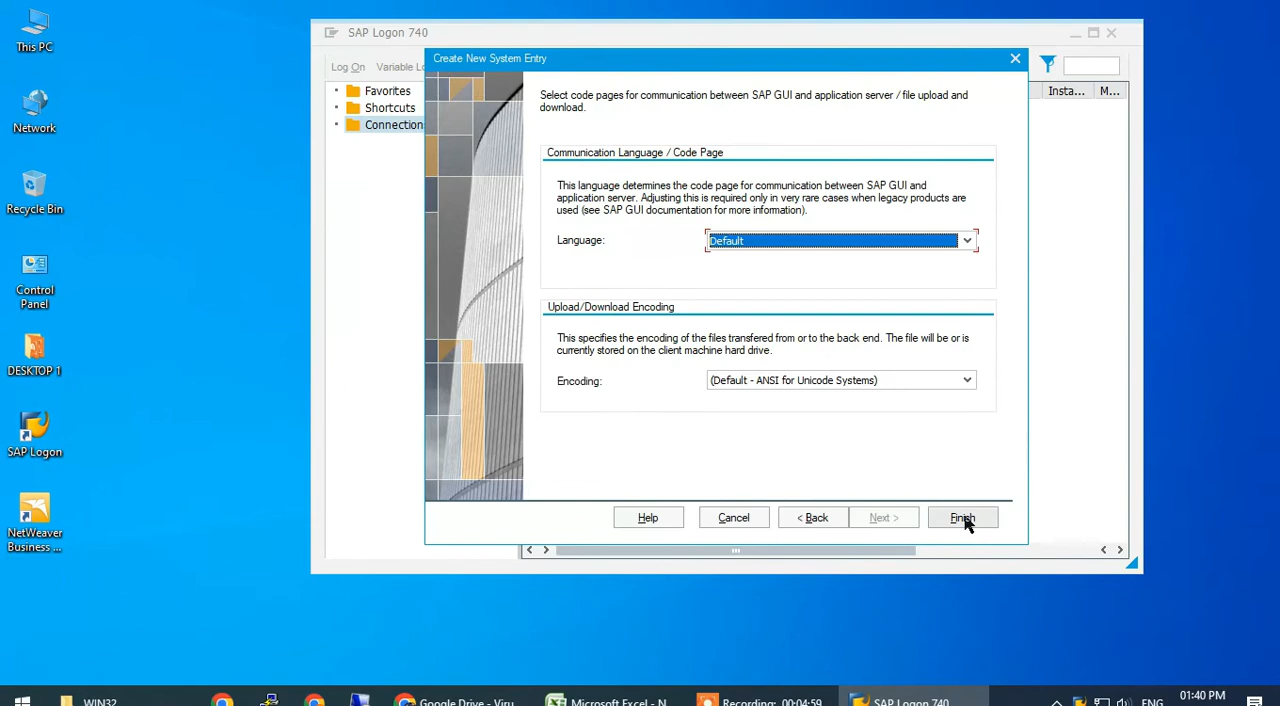 This PC
Network
Recycle Bin
Control
Panel
DESKTOP 1
SAP Logon
NetWeaver
Business ...
SAP Logon 740
Log On Variable Lo
Favorites
Shortcuts
Connection
Insta...
M...
Create New System Entry
Select code pages for communication between SAP GUI and application server / file upload and
download.
Communication Language / Code Page
This language determines the code page for communication between SAP GUI and
application server. Adjusting this is required only in very rare cases when legacy products are
used (see SAP GUI documentation for more information).
Language:
Default
Upload/Download Encoding
This specifies the encoding of the files transfered from or to the back end. The file will be or is
currently stored on the client machine hard drive.
Encoding:
(Default - ANSI for Unicode Systems)
Help
Cancel
< Back
Next >
Finish
WIN32
Google Drive - Viru
Microsoft Excel - N
Recording: 00:04:59
SAP Logon 740
ENG
01:40 PM